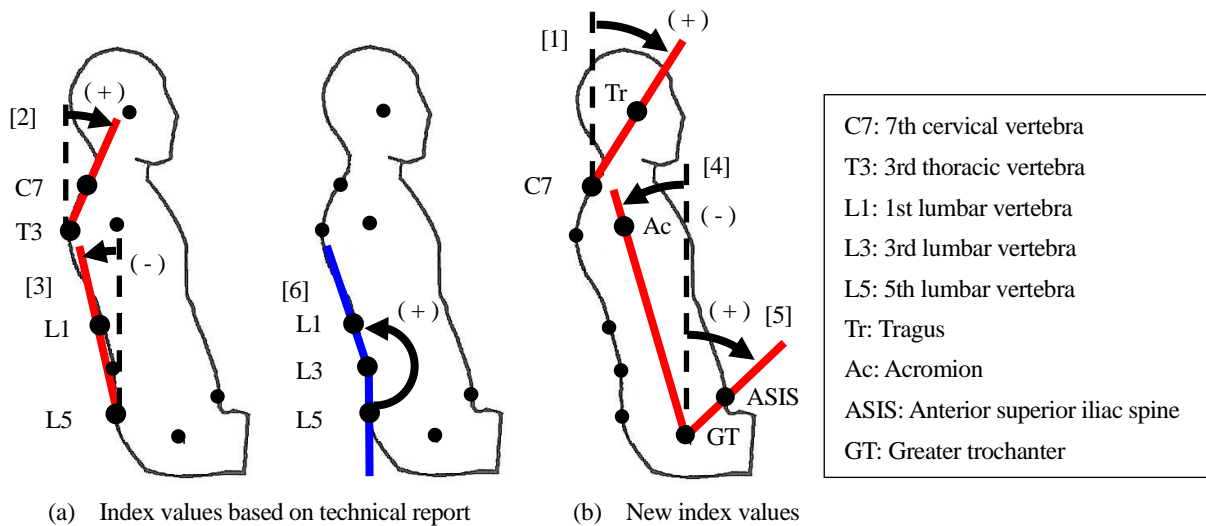 [2]
( + )
C7
T3
( - )
[3]
L1
L5
[6]
( + )
L1
L3
L5
(a) Index values based on technical report
[1]
( + )
Tr
C7
[4]
( - )
Ac
( + )
[5]
ASIS
GT
(b) New index values
C7: 7th cervical vertebra
T3: 3rd thoracic vertebra
L1: 1st lumbar vertebra
L3: 3rd lumbar vertebra
L5: 5th lumbar vertebra
Tr: Tragus
Ac: Acromion
ASIS: Anterior superior iliac spine
GT: Greater trochanter